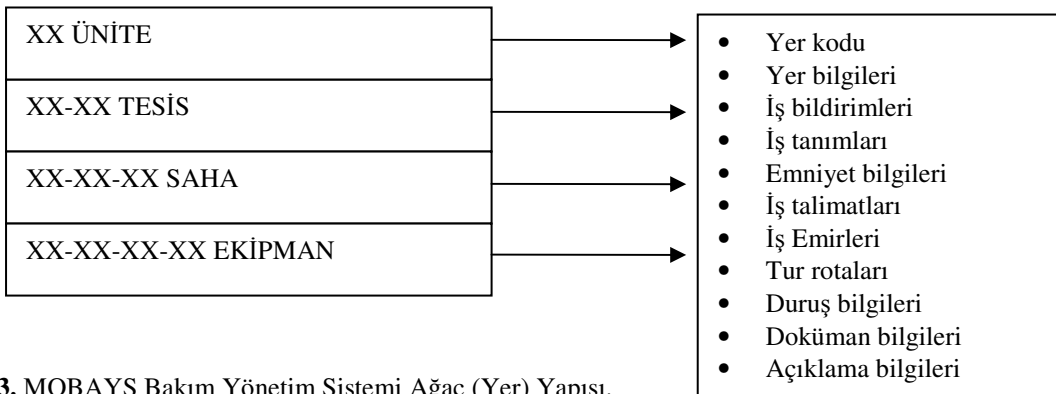 XX ÜNİTE
XX-XX TESİS
XX-XX-XX SAHA
XX-XX-XX-XX EKİPMAN
• Yer kodu
• Yer bilgileri
• İş bildirimleri
• İş tanımları
• Emniyet bilgileri
• İş talimatları
• İş Emirleri
• Tur rotaları
• Duruş bilgileri
• Doküman bilgileri
• Açıklama bilgileri
3. MOBAYS Bakım Yönetim Sistemi Ağaç (Yer) Yapısı.